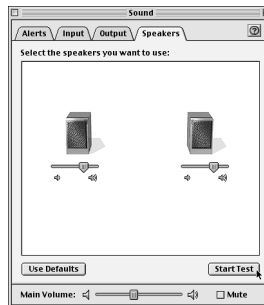 Sound
Alerts Input Output Speakers ?
Select the speakers you want to use:
Use Defaults Start Test
Main Volume: Mute